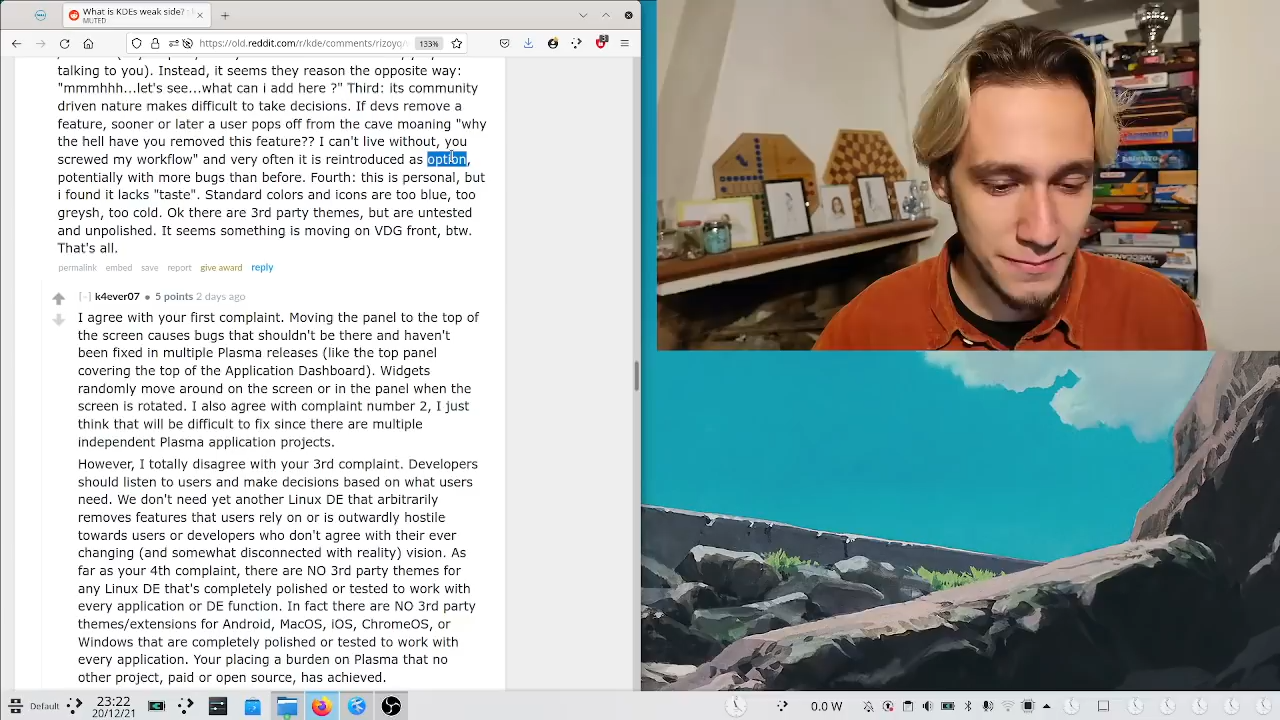 What is KDEs weak side? :
MUTED
https://old.reddit.com/r/kde/comments/rizoyq/
133%
talking to you). Instead, it seems they reason the opposite way:
"mmmhhh...let's see...what can i add here ?" Third: its community
driven nature makes difficult to take decisions. If devs remove a
feature, sooner or later a user pops off from the cave moaning "why
the hell have you removed this feature?? I can't live without, you
screwed my workflow" and very often it is reintroduced as option,
potentially with more bugs than before. Fourth: this is personal, but
i found it lacks "taste". Standard colors and icons are too blue, too
greysh, too cold. Ok there are 3rd party themes, but are untested
and unpolished. It seems something is moving on VDG front, btw.
That's all.
permalink embed save report give award reply
[-] k4ever07 • 5 points 2 days ago
I agree with your first complaint. Moving the panel to the top of
the screen causes bugs that shouldn't be there and haven't
been fixed in multiple Plasma releases (like the top panel
covering the top of the Application Dashboard). Widgets
randomly move around on the screen or in the panel when the
screen is rotated. I also agree with complaint number 2, I just
think that will be difficult to fix since there are multiple
independent Plasma application projects.
However, I totally disagree with your 3rd complaint. Developers
should listen to users and make decisions based on what users
need. We don't need yet another Linux DE that arbitrarily
removes features that users rely on or is outwardly hostile
towards users or developers who don't agree with their ever
changing (and somewhat disconnected with reality) vision. As
far as your 4th complaint, there are NO 3rd party themes for
any Linux DE that's completely polished or tested to work with
every application or DE function. In fact there are NO 3rd party
themes/extensions for Android, MacOS, iOS, ChromeOS, or
Windows that are completely polished or tested to work with
every application. Your placing a burden on Plasma that no
other project, paid or open source, has achieved.
Default
23:22
20/12/21
0.0 W